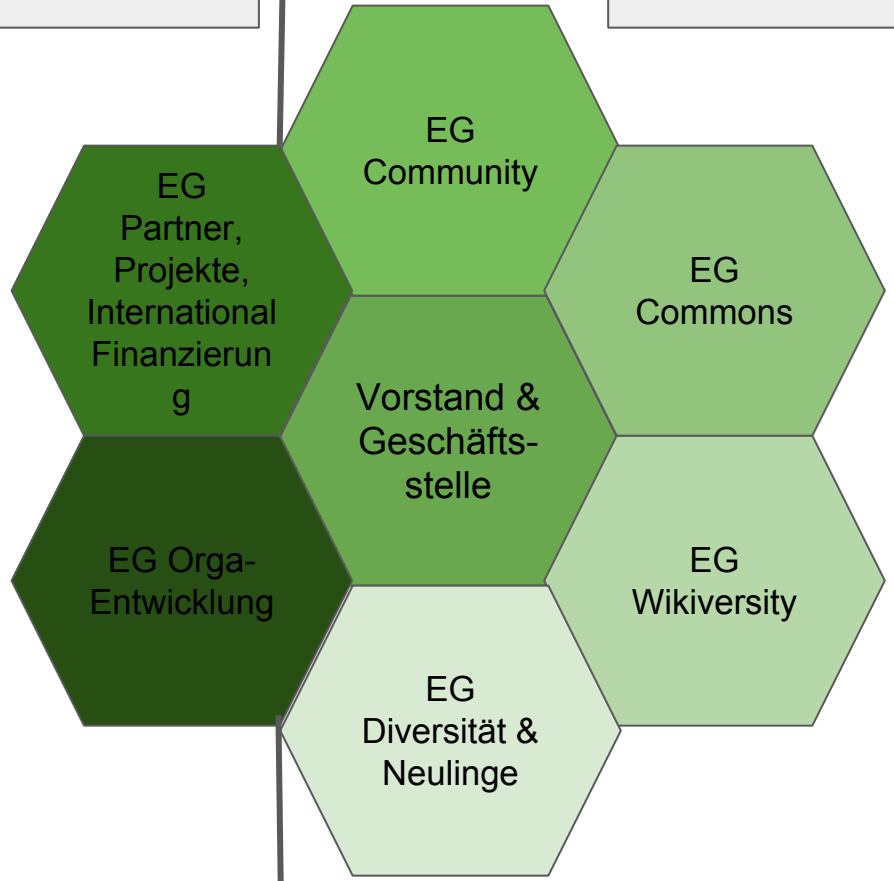 EG
Community
EG
Partner,
Projekte,
International
Finanzierun
g
EG
Commons
Vorstand &
Geschäfts-
stelle
EG Orga-
Entwicklung
EG
Wikiversity
EG
Diversität &
Neulinge